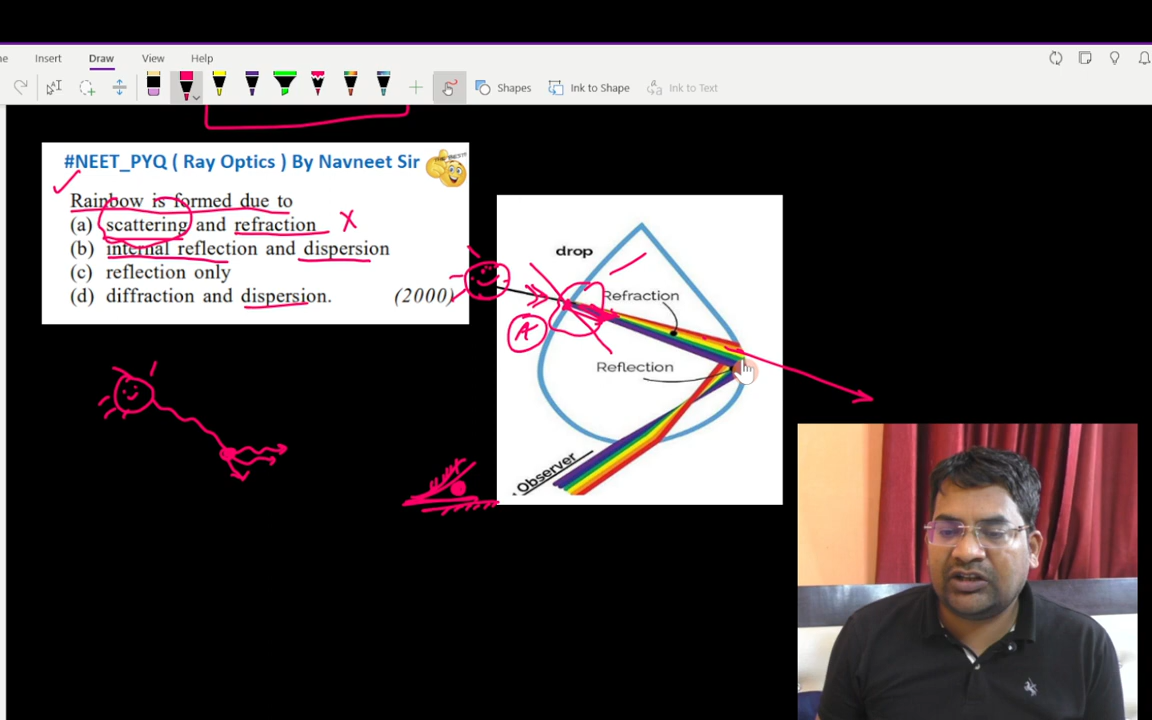 Insert Draw View Help
Shapes Ink to Shape Ink to Text
#NEET_PYQ ( Ray Optics ) By Navneet Sir
Rainbow is formed due to
(a) scattering and refraction X
(b) internal reflection and dispersion
(c) reflection only
(d) diffraction and dispersion. (2000)
drop
Refraction
A
Reflection
Observer